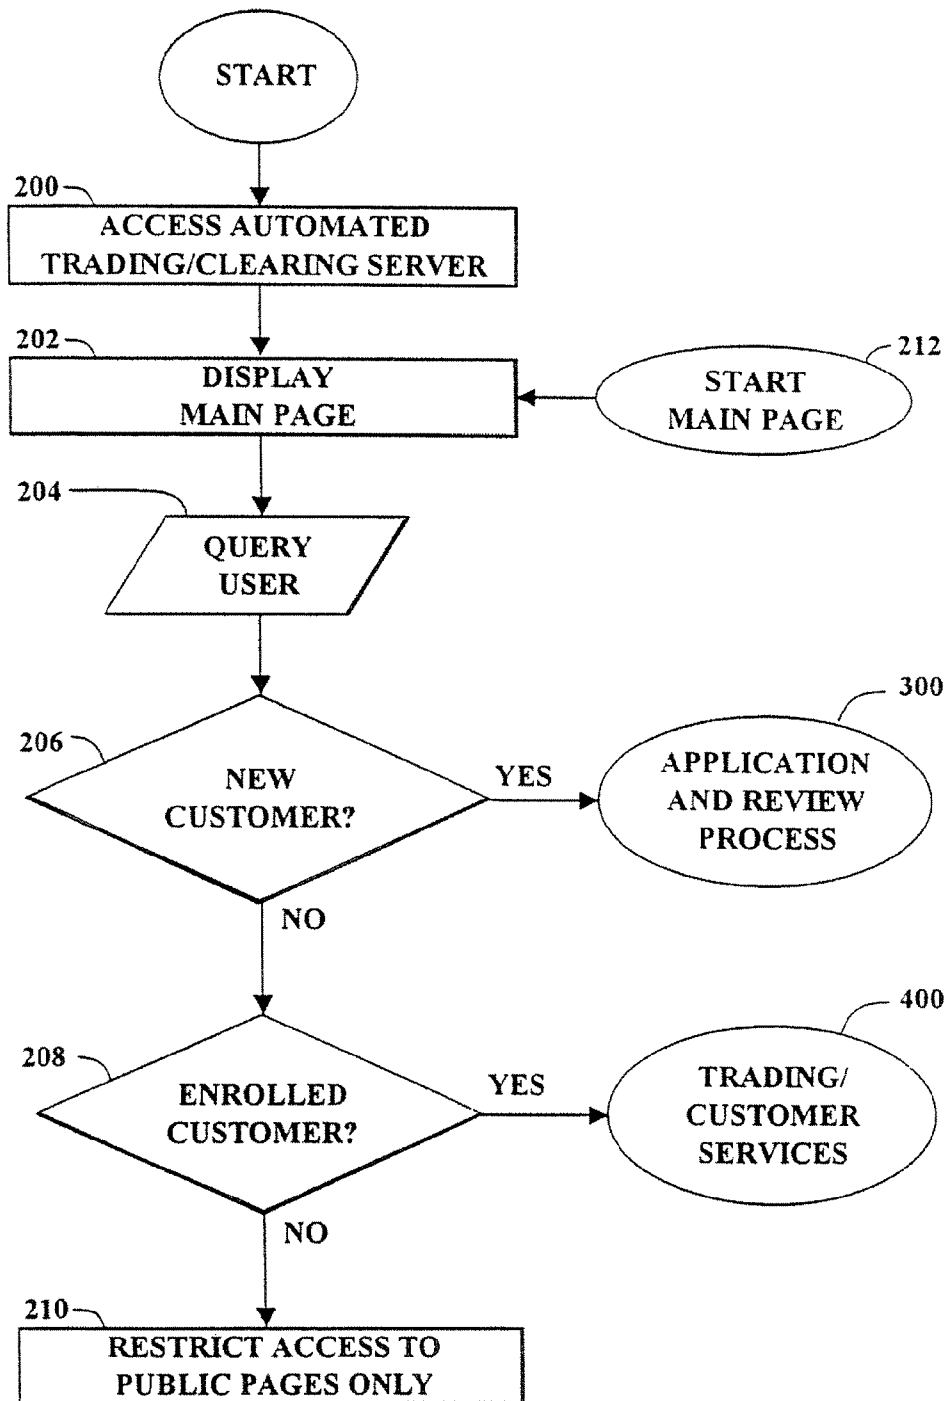 START
200
ACCESS AUTOMATED
TRADING/CLEARING SERVER
202
DISPLAY
MAIN PAGE
212
START
MAIN PAGE
204
QUERY
USER
206
NEW
CUSTOMER?
YES
300
APPLICATION
AND REVIEW
PROCESS
NO
208
ENROLLED
CUSTOMER?
YES
400
TRADING/
CUSTOMER
SERVICES
NO
210
RESTRICT ACCESS TO
PUBLIC PAGES ONLY